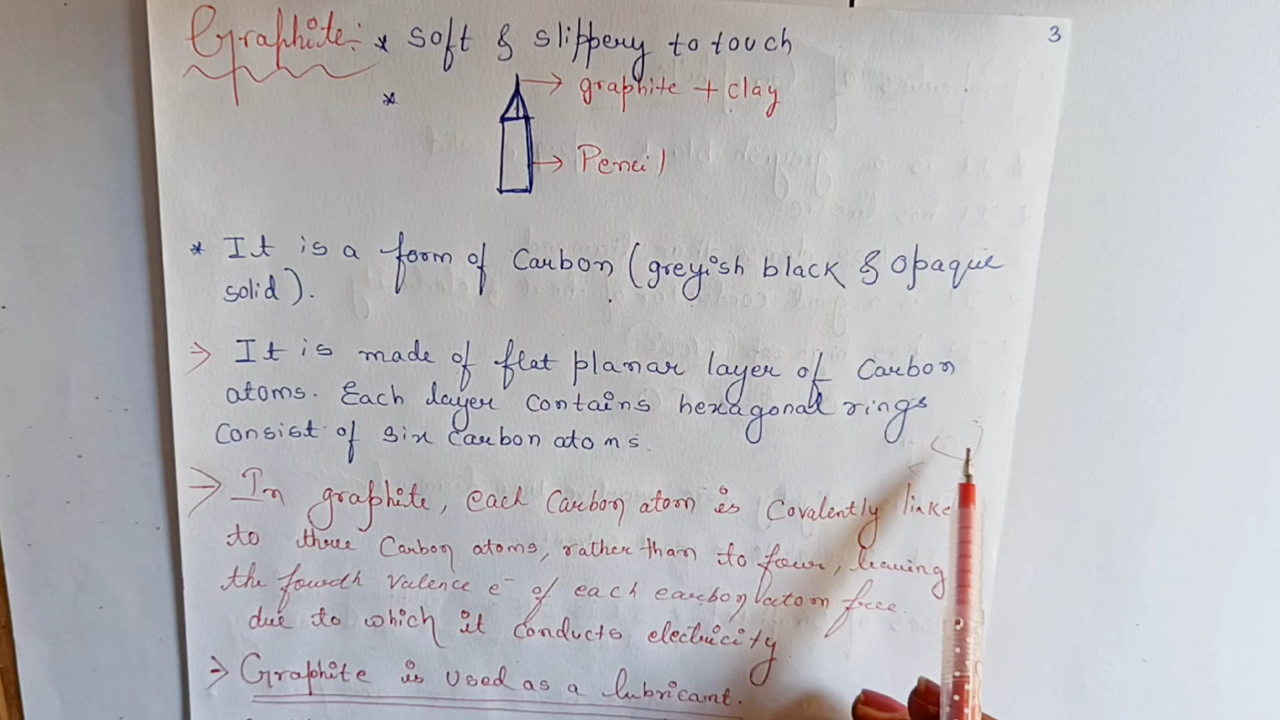 3
Graphite: * soft & slippery to touch
* graphite + clay
Pencil
* It is a form of Carbon (greyish black & opaque
solid).
→ It is made of flat planar layer of Carbon
atoms. Each layer contains hexagonal rings
consist of six carbon atoms.
→ In graphite, each carbon atom is covalently linke
to three Carbon atoms, rather than to four, leaving
the fourth valence e⁻ of each carbon atom free.
due to which it conducts electricity
→ Graphite is used as a lubricant.